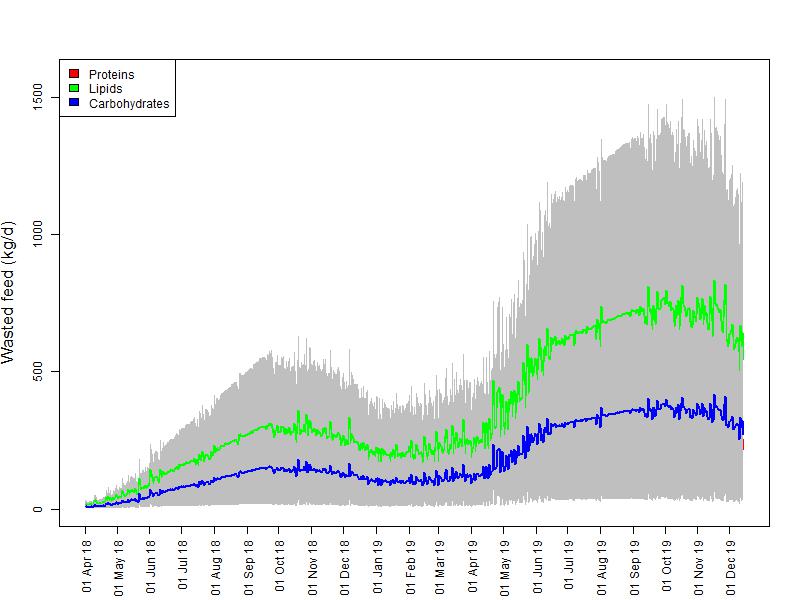 Proteins
Lipids
Carbohydrates
Wasted feed (kg/d)
1500
1000
500
0
01 Apr 18
01 May 18
01 Jun 18
01 Jul 18
01 Aug 18
01 Sep 18
01 Oct 18
01 Nov 18
01 Dec 18
01 Jan 19
01 Feb 19
01 Mar 19
01 Apr 19
01 May 19
01 Jun 19
01 Jul 19
01 Aug 19
01 Sep 19
01 Oct 19
01 Nov 19
01 Dec 19